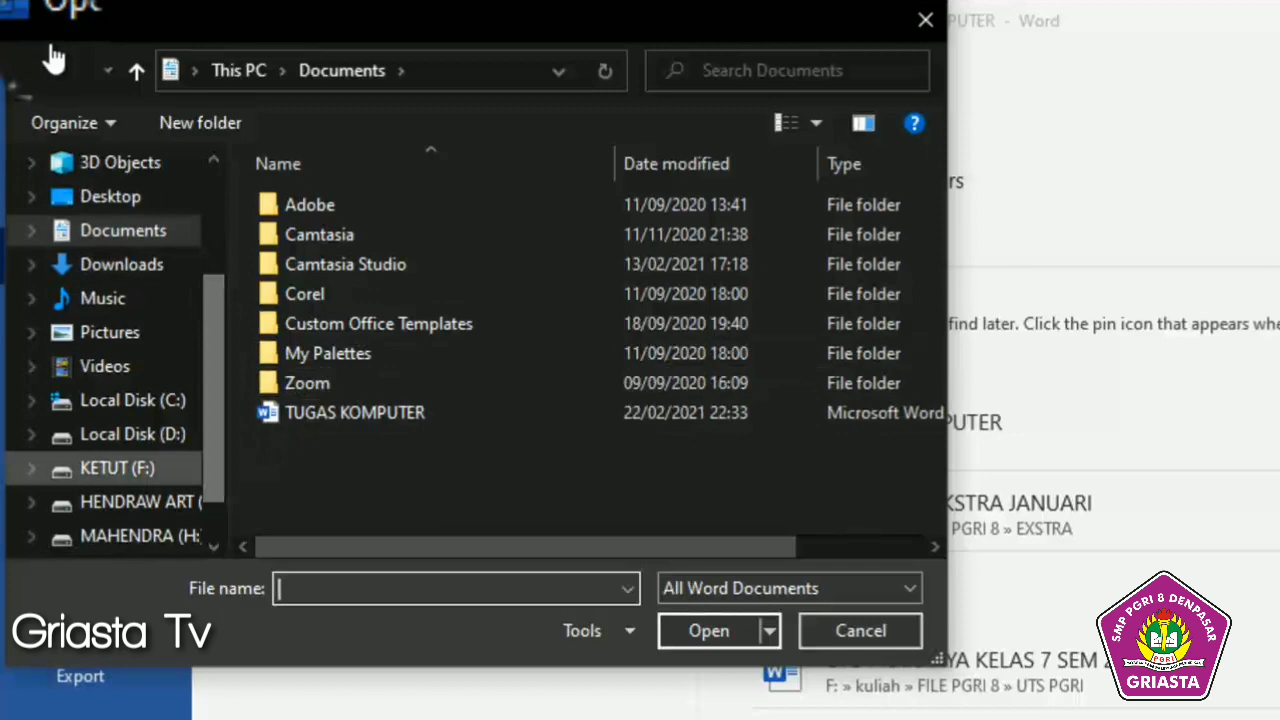 PUTER - Word
This PC
Documents
Search Documents
Organize
New folder
Name
Date modified
Type
3D Objects
Desktop
Documents
Downloads
Music
Pictures
Videos
Local Disk (C:)
Local Disk (D:)
KETUT (F:)
HENDRAW ART (
MAHENDRA (H:
Adobe 11/09/2020 13:41 File folder
Camtasia 11/11/2020 21:38 File folder
Camtasia Studio 13/02/2021 17:18 File folder
Corel 11/09/2020 18:00 File folder
Custom Office Templates 18/09/2020 19:40 File folder
My Palettes 11/09/2020 18:00 File folder
Zoom 09/09/2020 16:09 File folder
TUGAS KOMPUTER 22/02/2021 22:33 Microsoft Word
File name:
All Word Documents
Tools
Open
Cancel
rs
find later. Click the pin icon that appears whe
PUTER
KSTRA JANUARI
PGRI 8 » EXSTRA
YA KELAS 7 SEM
F: » kuliah » FILE PGRI 8 » UTS PGRI
Export
Griasta Tv
SMP PGRI 8 DENPASAR
PGRI
GRIASTA